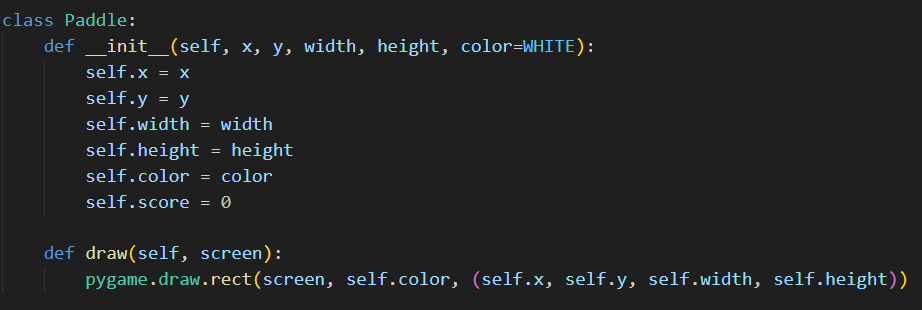 class Paddle:
    def __init__(self, x, y, width, height, color=WHITE):
        self.x = x
        self.y = y
        self.width = width
        self.height = height
        self.color = color
        self.score = 0

    def draw(self, screen):
        pygame.draw.rect(screen, self.color, (self.x, self.y, self.width, self.height))